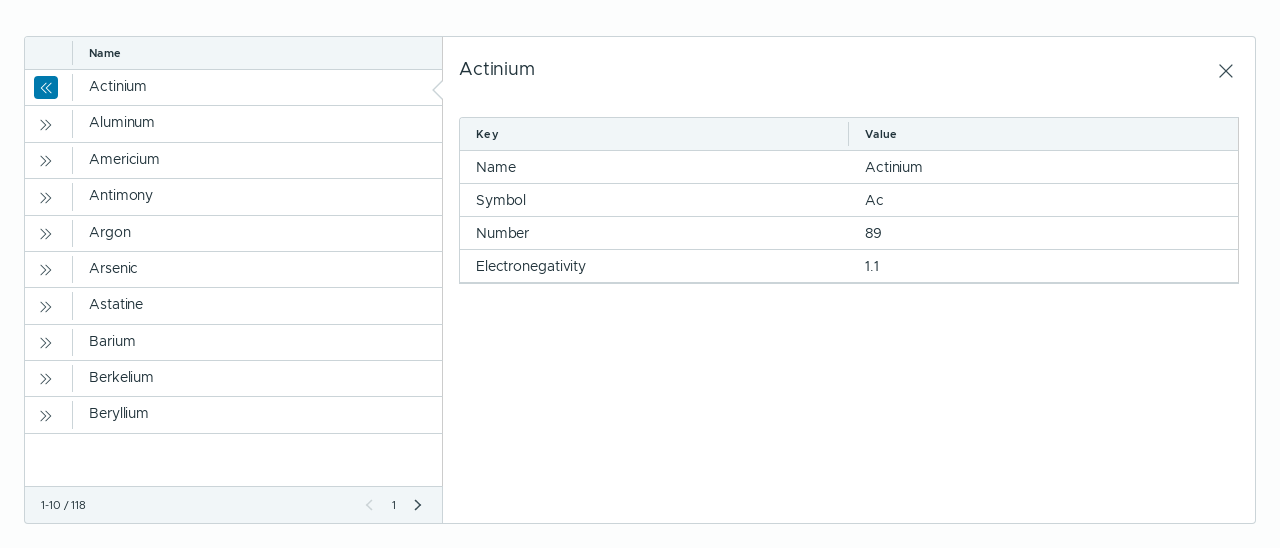 Name
Actinium
Aluminum
Americium
Antimony
Argon
Arsenic
Astatine
Barium
Berkelium
Beryllium
1-10 / 118
1
Actinium
Key Value
Name Actinium
Symbol Ac
Number 89
Electronegativity 1.1